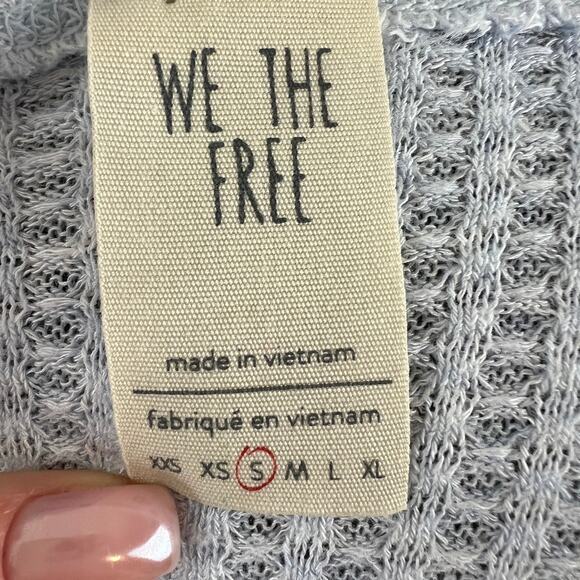 WE THE
FREE
made in vietnam
fabriqué en vietnam
XXS XS S M L XL